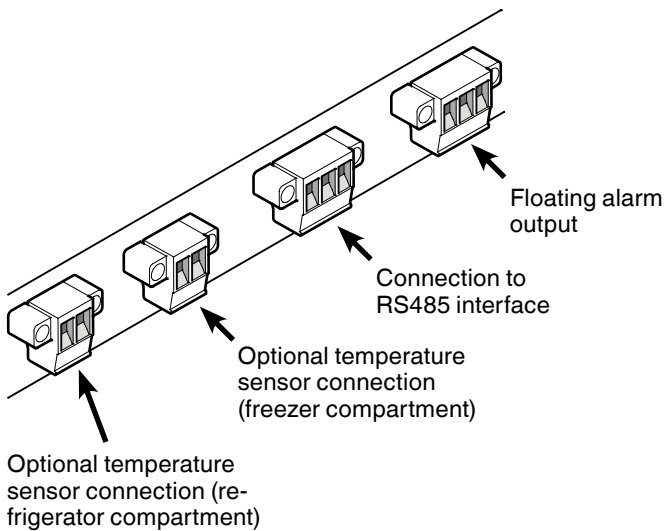 Floating alarm
output
Connection to
RS485 interface
Optional temperature
sensor connection
(freezer compartment)
Optional temperature
sensor connection (re-
frigerator compartment)